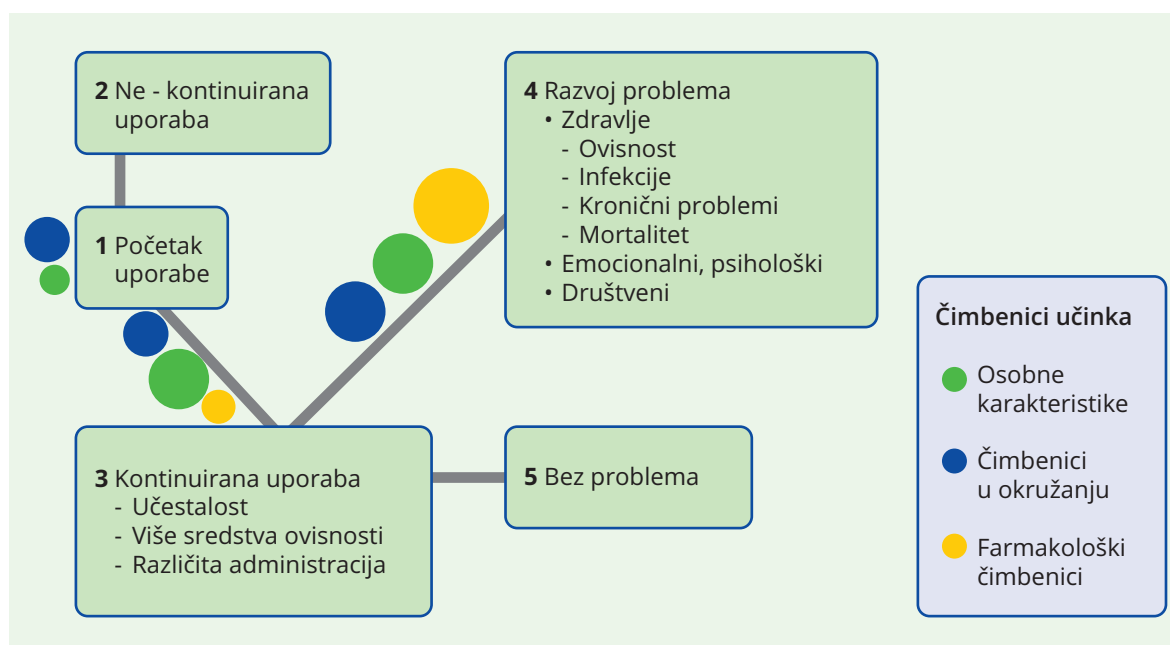 2 Ne - kontinuirana
uporaba
1 Početak
uporabe
3 Kontinuirana uporaba
- Učestalost
- Više sredstva ovisnosti
- Različita administracija
4 Razvoj problema
• Zdravlje
- Ovisnost
- Infekcije
- Kronični problemi
- Mortalitet
• Emocionalni, psihološki
• Društveni
5 Bez problema
Čimbenici učinka
Osobne
karakteristike
Čimbenici
u okružanju
Farmakološki
čimbenici